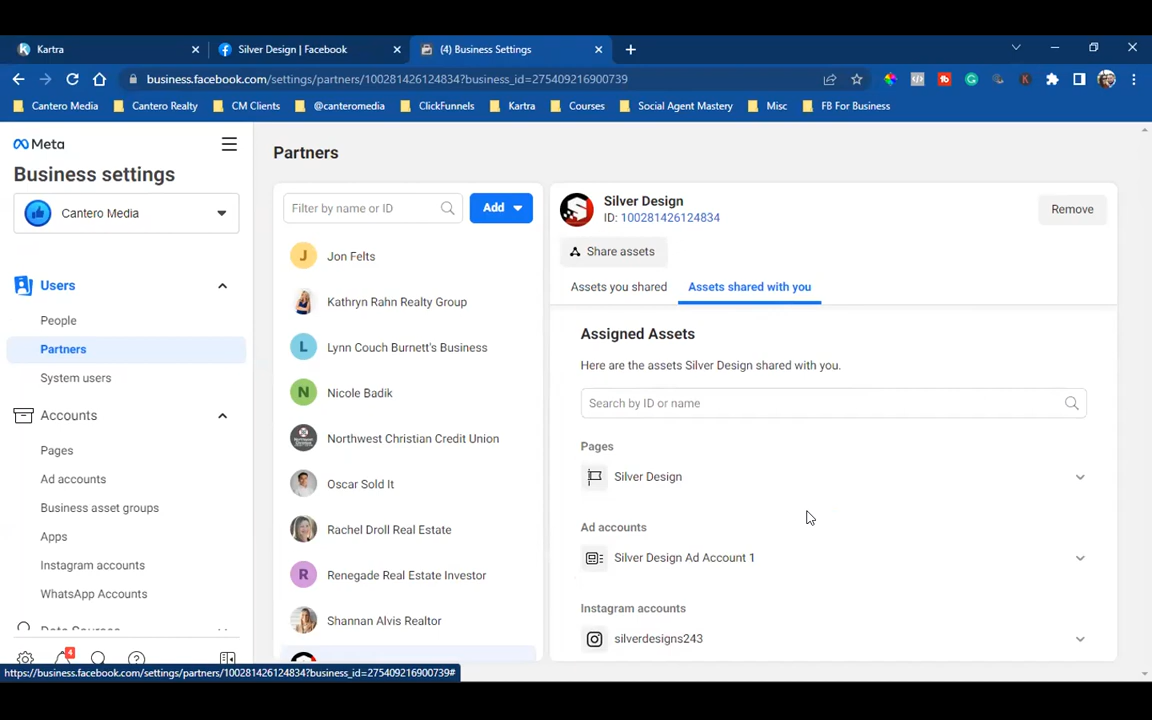 Kartra
Silver Design | Facebook
(4) Business Settings
business.facebook.com/settings/partners/100281426124834?business_id=275409216900739
Cantero Media
Cantero Realty
CM Clients
@canteromedia
ClickFunnels
Kartra
Courses
Social Agent Mastery
Misc
FB For Business
Meta
Business settings
Cantero Media
Users
People
Partners
System users
Accounts
Pages
Ad accounts
Business asset groups
Apps
Instagram accounts
WhatsApp Accounts
Data Sources
4
https://business.facebook.com/settings/partners/100281426124834?business_id=275409216900739#
Partners
Filter by name or ID
Add
J
Jon Felts
Kathryn Rahn Realty Group
L
Lynn Couch Burnett's Business
N
Nicole Badik
Northwest Christian Credit Union
Oscar Sold It
Rachel Droll Real Estate
R
Renegade Real Estate Investor
Shannan Alvis Realtor
Silver Design
ID: 100281426124834
Remove
Share assets
Assets you shared
Assets shared with you
Assigned Assets
Here are the assets Silver Design shared with you.
Search by ID or name
Pages
Silver Design
Ad accounts
Silver Design Ad Account 1
Instagram accounts
silverdesigns243